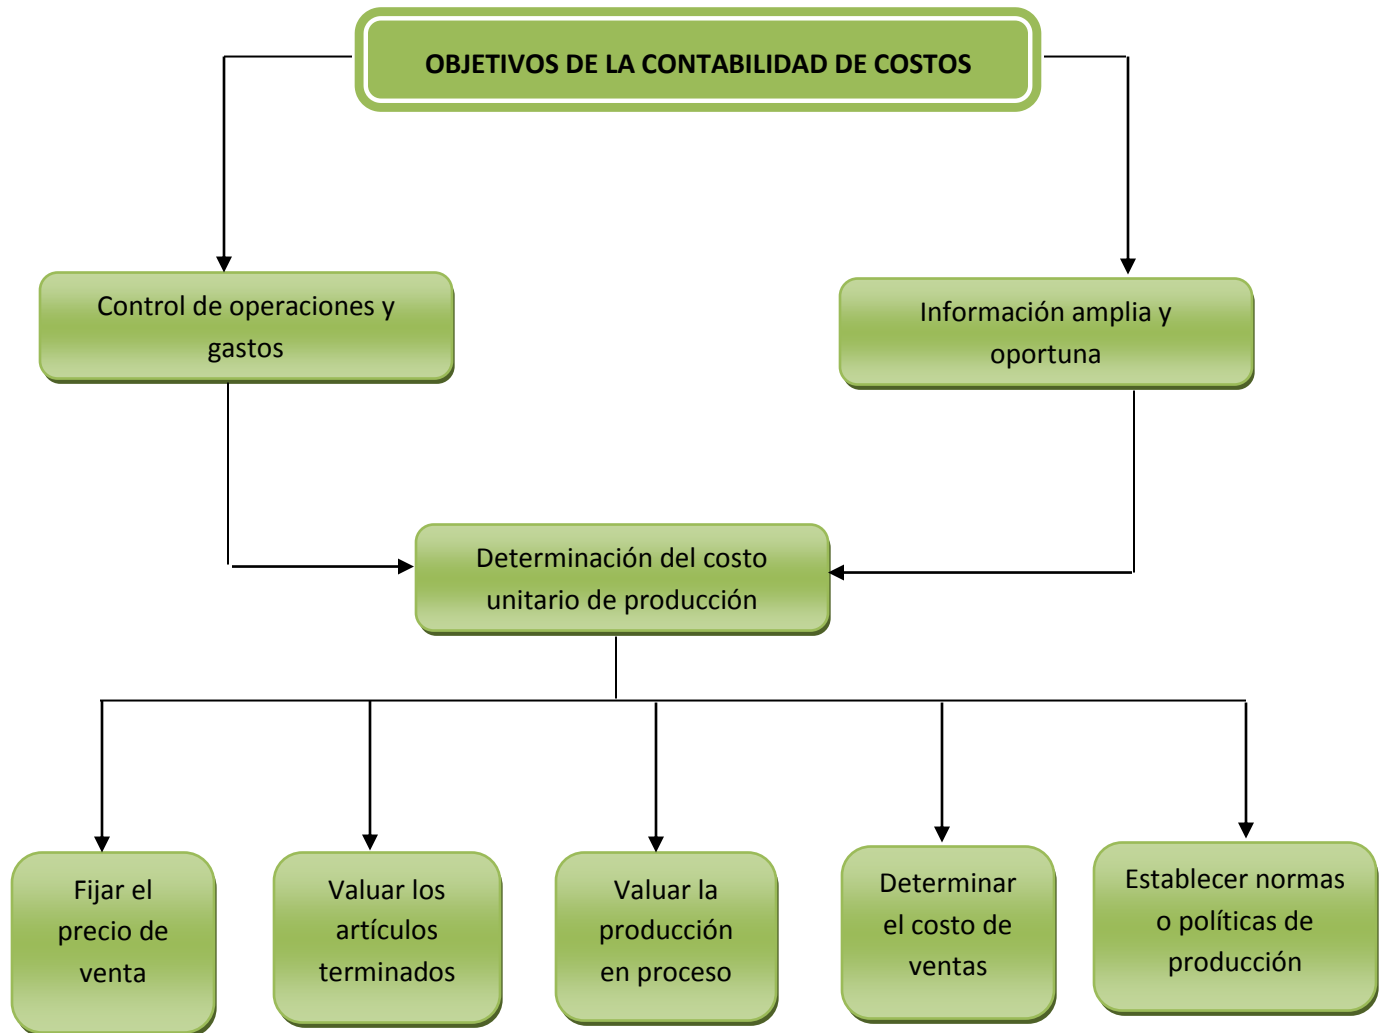 OBJETIVOS DE LA CONTABILIDAD DE COSTOS
Control de operaciones y
gastos
Información amplia y
oportuna
Determinación del costo
unitario de producción
Fijar el
precio de
venta
Valuar los
artículos
terminados
Valuar la
producción
en proceso
Determinar
el costo de
ventas
Establecer normas
o políticas de
producción